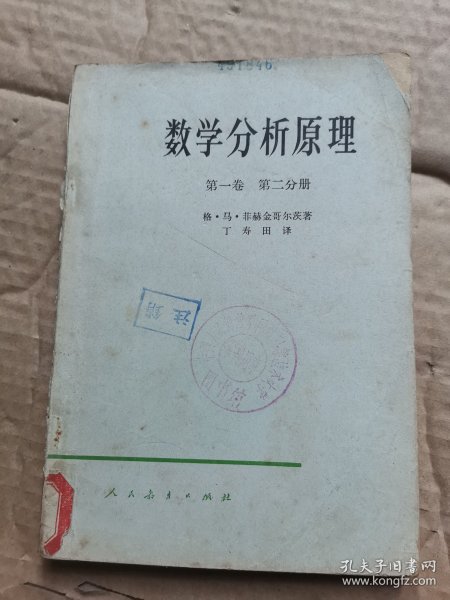 数学分析原理
第一卷 第二分册
格·马·菲赫金哥尔茨著
丁寿田译
注销
人民教育出版社
孔夫子旧书网
www.kongfz.com